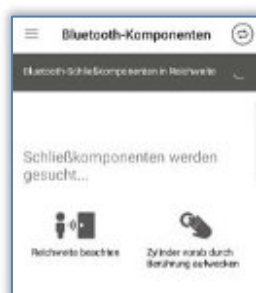 Bluetooth-Komponenten
Bluetooth-Schließkomponenten in Reichweite
Schließkomponenten werden
gesucht...
Reichweite beachten
Zylinder vorab durch
Berührung aufwecken